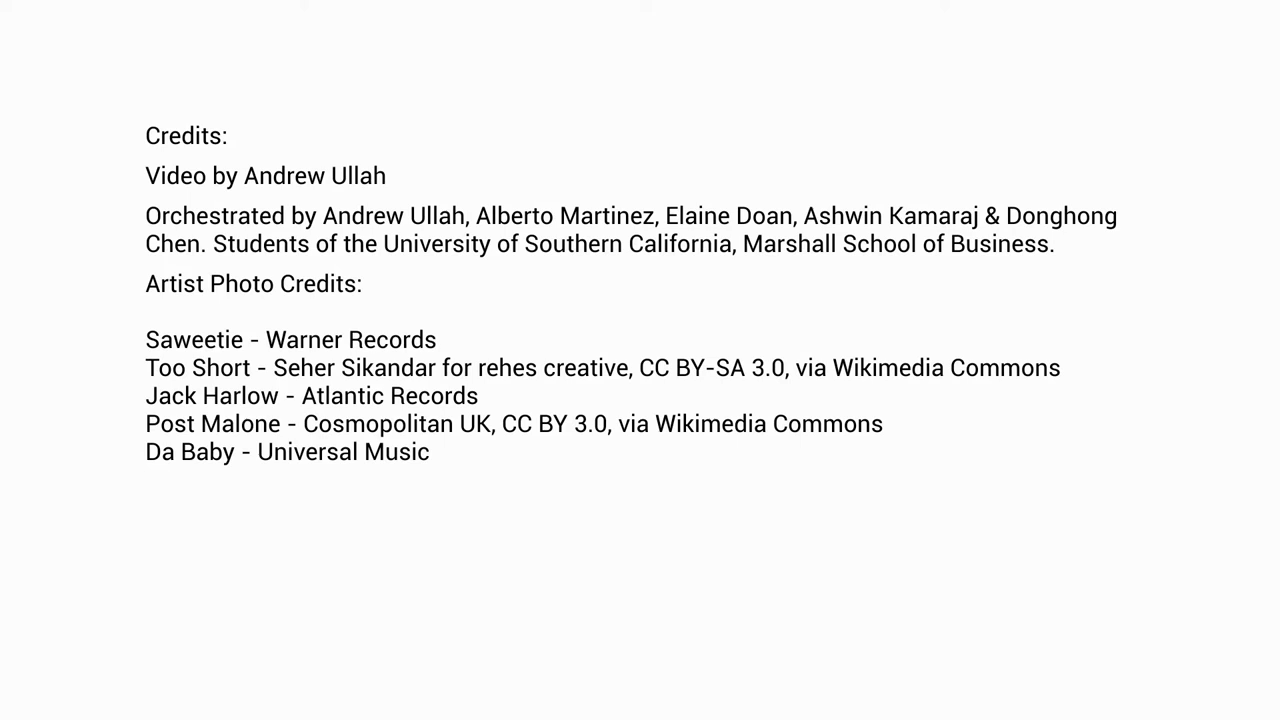 Credits:
Video by Andrew Ullah
Orchestrated by Andrew Ullah, Alberto Martinez, Elaine Doan, Ashwin Kamaraj & Donghong
Chen. Students of the University of Southern California, Marshall School of Business.
Artist Photo Credits:
Saweetie - Warner Records
Too Short - Seher Sikandar for rehes creative, CC BY-SA 3.0, via Wikimedia Commons
Jack Harlow - Atlantic Records
Post Malone - Cosmopolitan UK, CC BY 3.0, via Wikimedia Commons
Da Baby - Universal Music